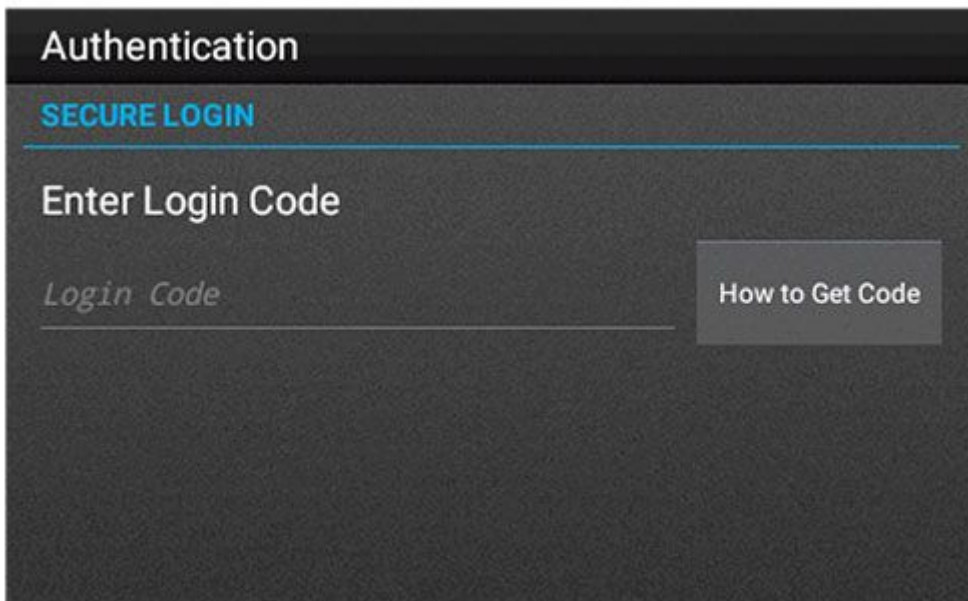 Authentication
SECURE LOGIN
Enter Login Code
Login Code
How to Get Code